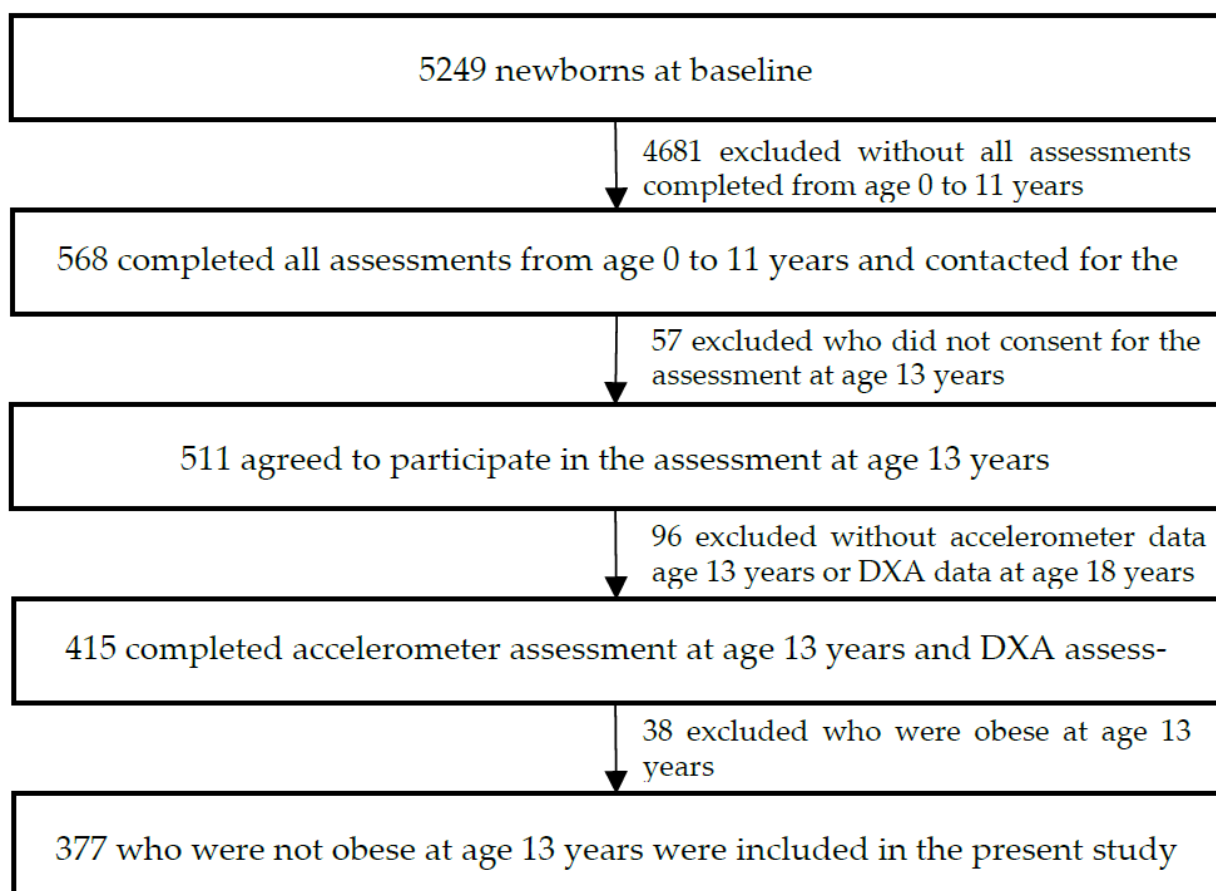 5249 newborns at baseline
4681 excluded without all assessments
completed from age 0 to 11 years
568 completed all assessments from age 0 to 11 years and contacted for the
57 excluded who did not consent for the
assessment at age 13 years
511 agreed to participate in the assessment at age 13 years
96 excluded without accelerometer data
age 13 years or DXA data at age 18 years
415 completed accelerometer assessment at age 13 years and DXA assess-
38 excluded who were obese at age 13
years
377 who were not obese at age 13 years were included in the present study